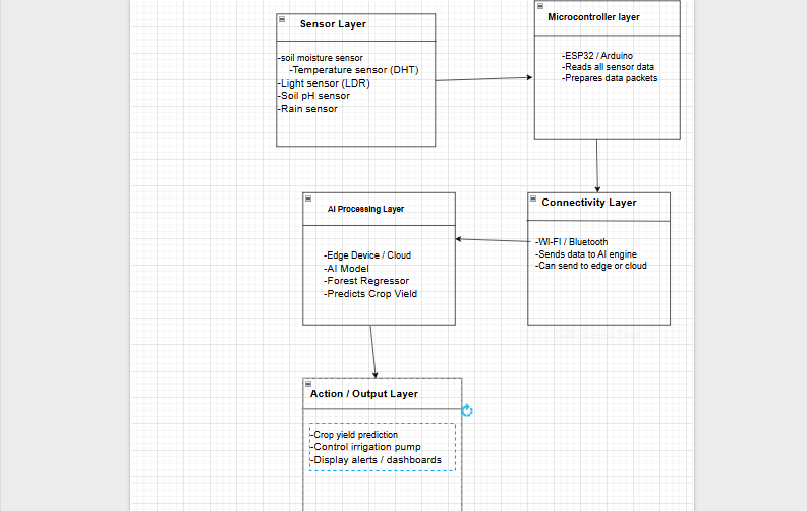 Sensor Layer
-soil moisture sensor
-Temperature sensor (DHT)
-Light sensor (LDR)
-Soil pH sensor
-Rain sensor
Microcontrolller layer
-ESP32 / Arduino
-Reads all sensor data
-Prepares data packets
AI Processing Layer
-Edge Device / Cloud
-AI Model
-Forest Regressor
-Predicts Crop Yield
Connectivity Layer
-WI-FI / Bluetooth
-Sends data to AI engine
-Can send to edge or cloud
Action / Output Layer
-Crop yield prediction
-Control irrigation pump
-Display alerts / dashboards